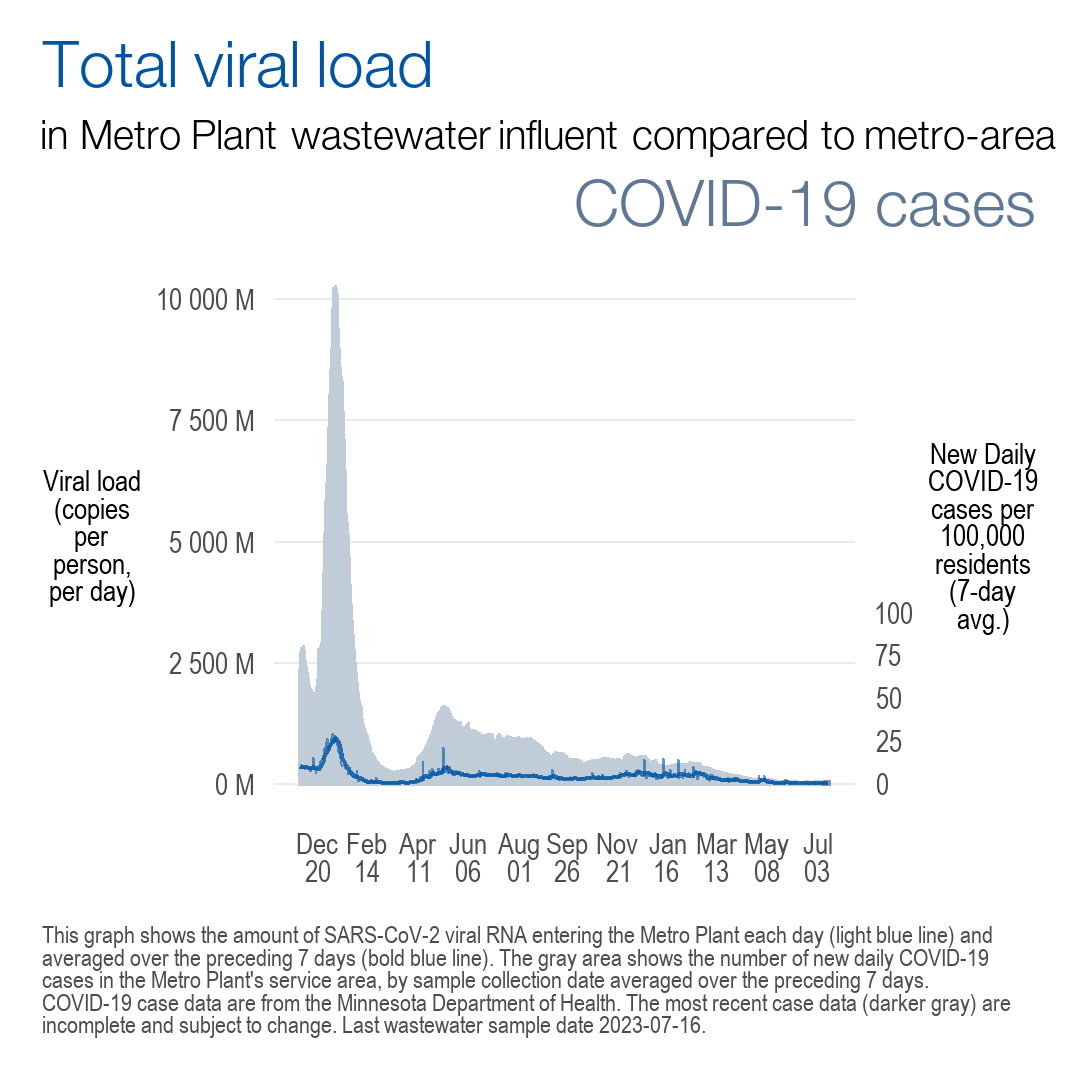 Total viral load
in Metro Plant wastewater influent compared to metro-area
COVID-19 cases
10 000 M
7 500 M
5 000 M
2 500 M
0 M
Viral load
(copies
per
person,
per day)
New Daily
COVID-19
cases per
100,000
residents
(7-day
avg.)
100
75
50
25
0
Dec Feb Apr Jun Aug Sep Nov Jan Mar May Jul
20 14 11 06 01 26 21 16 13 08 03
This graph shows the amount of SARS-CoV-2 viral RNA entering the Metro Plant each day (light blue line) and
averaged over the preceding 7 days (bold blue line). The gray area shows the number of new daily COVID-19
cases in the Metro Plant's service area, by sample collection date averaged over the preceding 7 days.
COVID-19 case data are from the Minnesota Department of Health. The most recent case data (darker gray) are
incomplete and subject to change. Last wastewater sample date 2023-07-16.